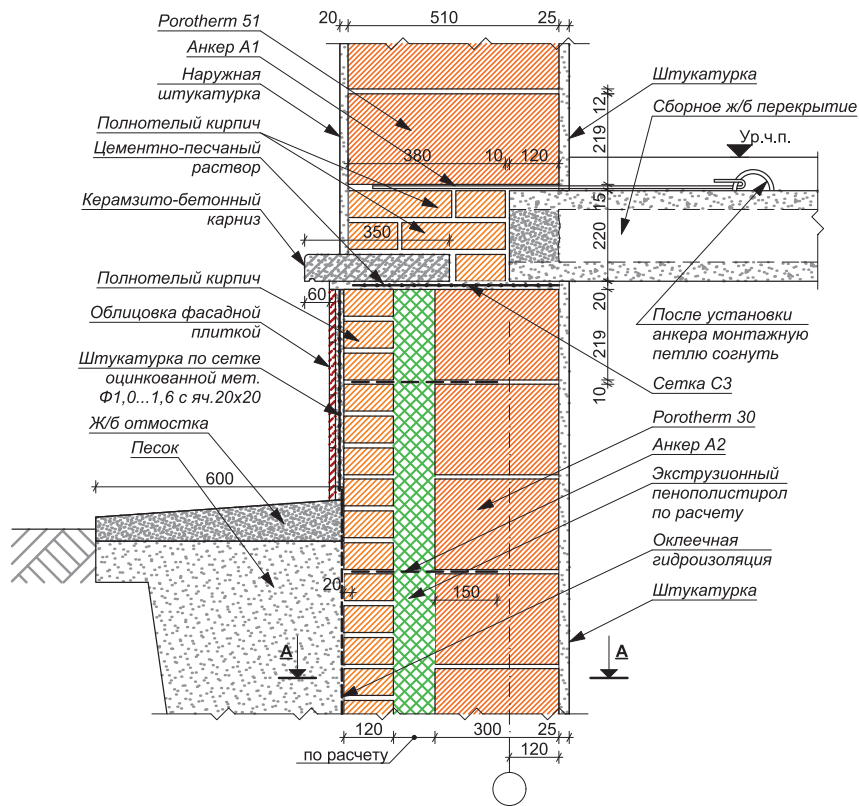 20
510
25
Porotherm 51
Анкер А1
Наружная
штукатурка
Полнотелый кирпич
Цементно-песчаный
раствор
Керамзито-бетонный
карниз
Полнотелый кирпич
Облицовка фасадной
плиткой
Штукатурка по сетке
оцинкованной мет.
Ф1,0...1,6 с яч.20х20
Ж/б отмостка
Песок
600
Штукатурка
Сборное ж/б перекрытие
Ур.ч.п.
12
219
380
10
120
15
350
220
60
20
219
10
После установки
анкера монтажную
петлю согнуть
Сетка С3
Porotherm 30
Анкер А2
Экструзионный
пенополистирол
по расчету
Оклеечная
гидроизоляция
Штукатурка
20
150
А
А
120
300
25
по расчету
120